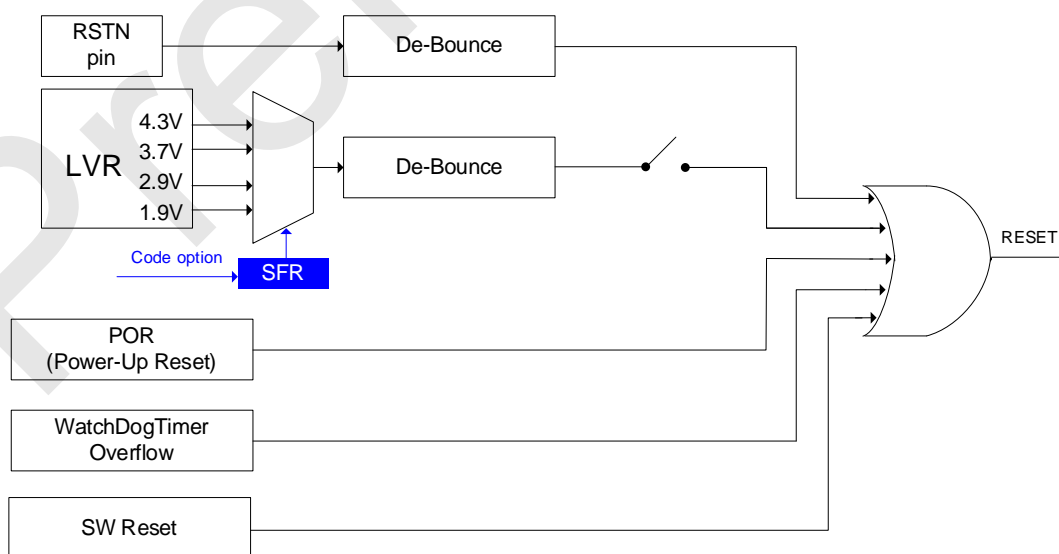 RSTN
pin
De-Bounce
LVR
4.3V
3.7V
2.9V
1.9V
De-Bounce
Code option
SFR
RESET
POR
(Power-Up Reset)
WatchDogTimer
Overflow
SW Reset